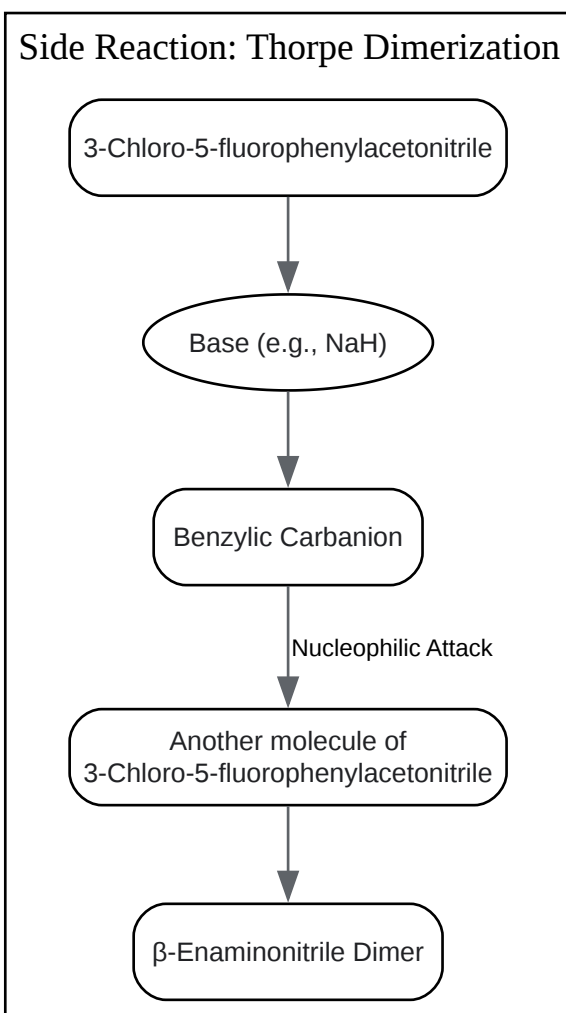 Side Reaction: Thorpe Dimerization
3-Chloro-5-fluorophenylacetonitrile
Base (e.g., NaH)
Benzylic Carbanion
Nucleophilic Attack
Another molecule of
3-Chloro-5-fluorophenylacetonitrile
β-Enaminonitrile Dimer